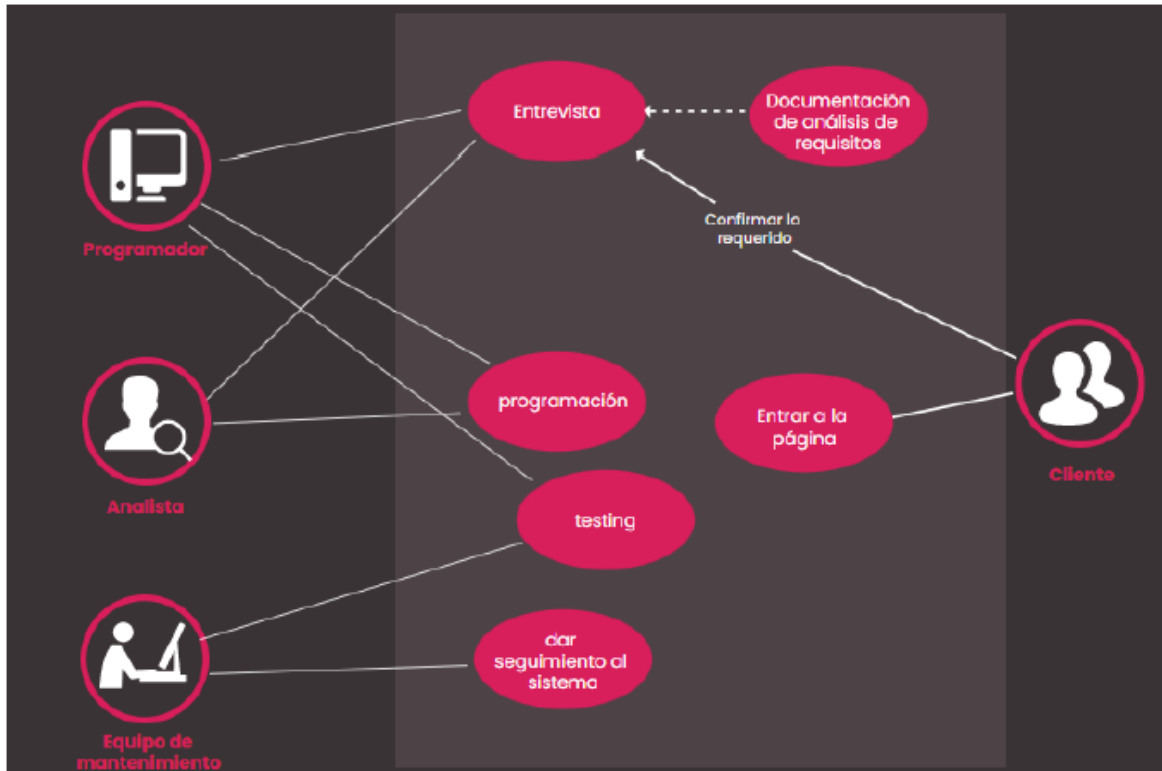 Entrevista
Documentación
de análisis de
requisitos
Programador
Confirmar lo
requerido
programación
Entrar a la
página
Analista
Cliente
testing
dar
seguimiento al
sistema
Equipo de
mantenimiento